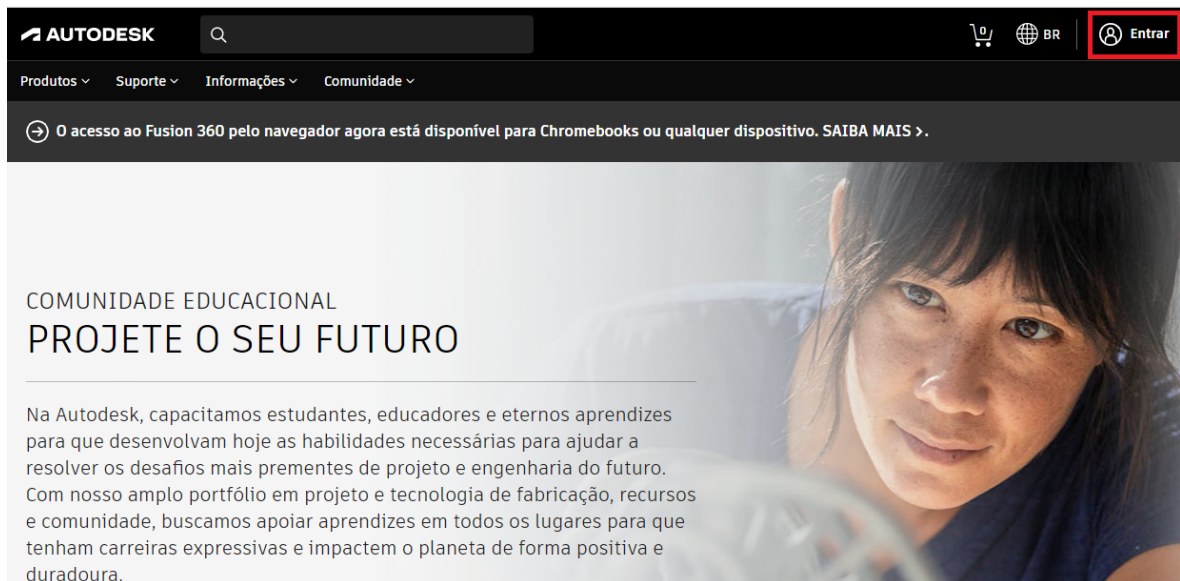 AUTODESK
0
BR
Entrar
Produtos
Suporte
Informações
Comunidade
O acesso ao Fusion 360 pelo navegador agora está disponível para Chromebooks ou qualquer dispositivo. SAIBA MAIS >.
COMUNIDADE EDUCACIONAL
PROJETE O SEU FUTURO
Na Autodesk, capacitamos estudantes, educadores e eternos aprendizes
para que desenvolvam hoje as habilidades necessárias para ajudar a
resolver os desafios mais prementes de projeto e engenharia do futuro.
Com nosso amplo portfólio em projeto e tecnologia de fabricação, recursos
e comunidade, buscamos apoiar aprendizes em todos os lugares para que
tenham carreiras expressivas e impactem o planeta de forma positiva e
duradoura.